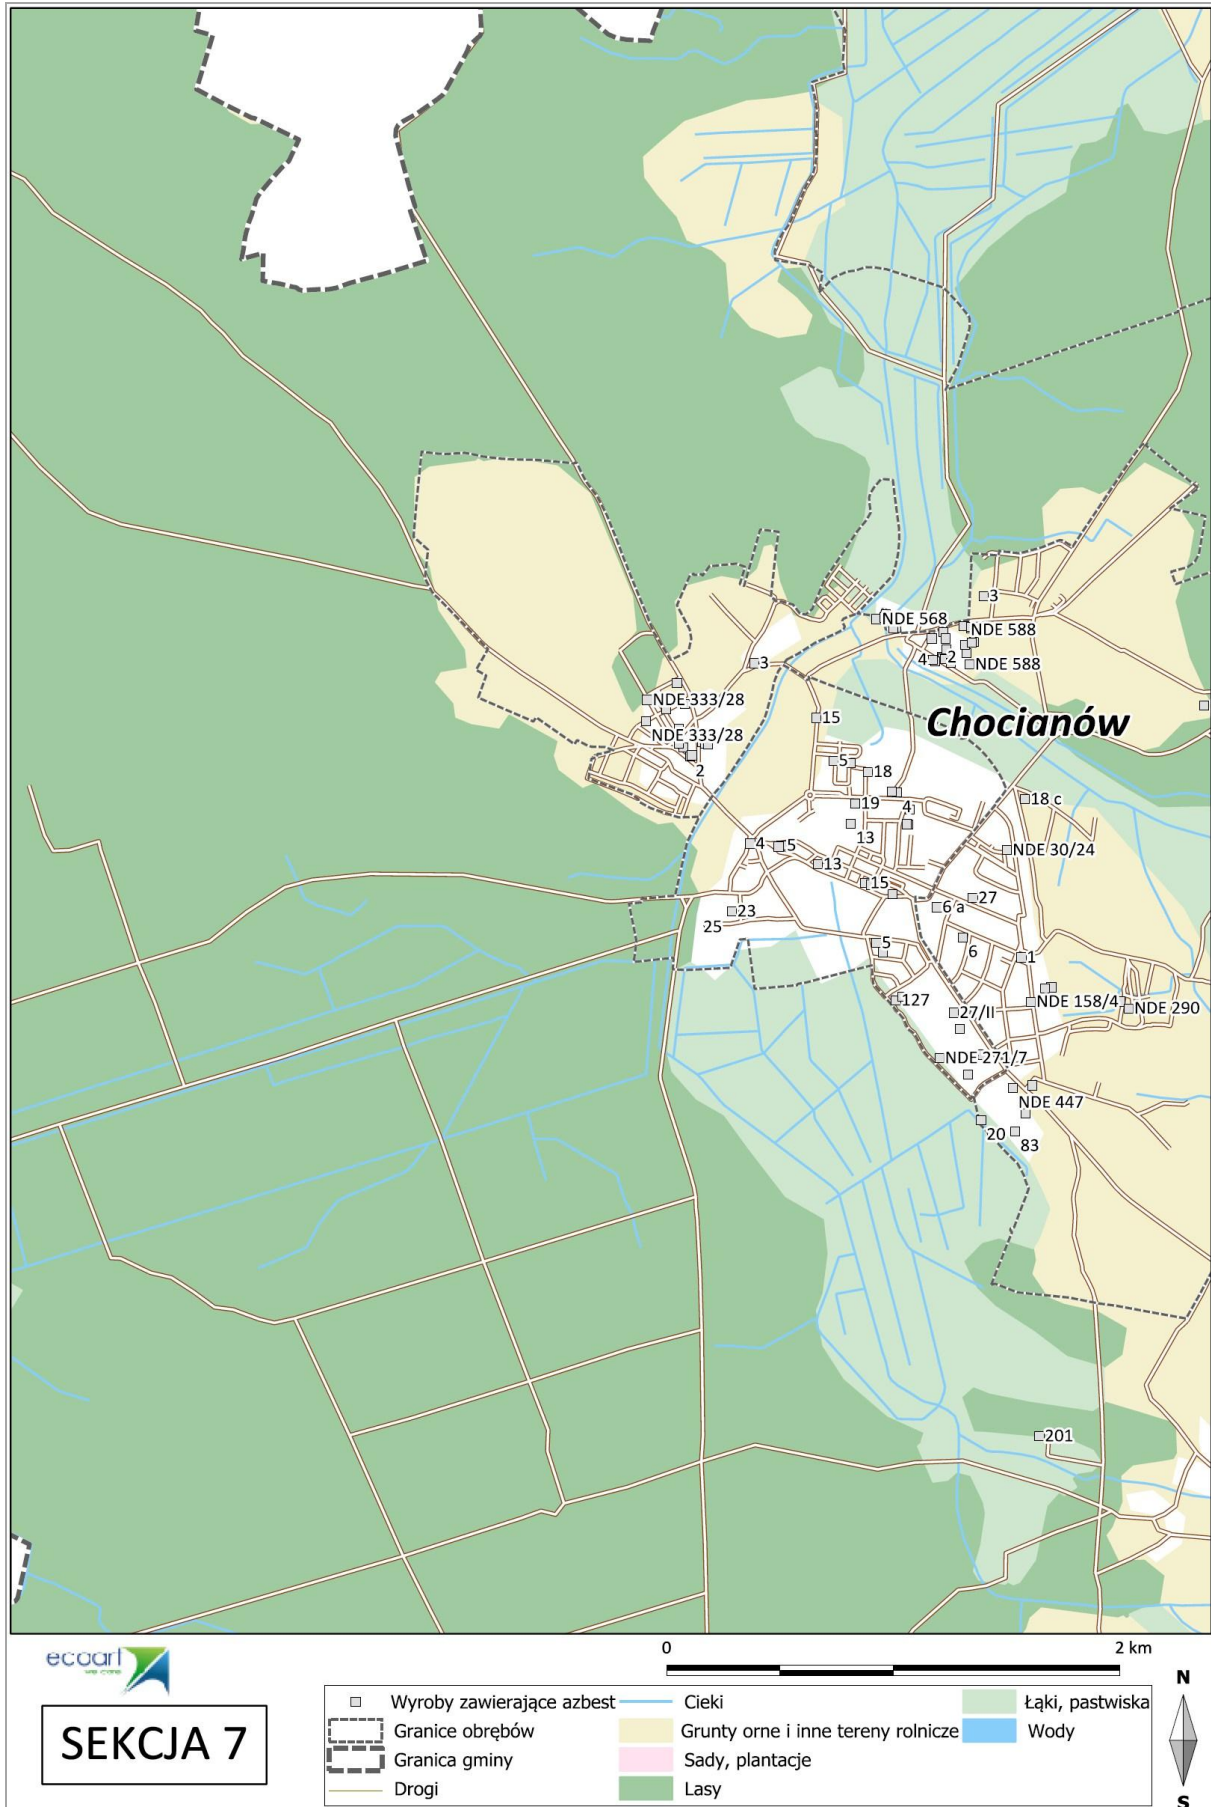 3
NDE 568
NDE 588
4
2
NDE 588
3
NDE 333/28
15
Chocianów
NDE 333/28
2
5
18
19
4
18 c
13
4
15
NDE 30/24
13
15
27
6 a
23
25
5
6
1
127
NDE 158/4
NDE 290
27/II
NDE 271/7
NDE 447
20
83
201
ecoart
we care
SEKCJA 7
0 2 km
N
S
Wyroby zawierające azbest
Granice obrębów
Granica gminy
Drogi
Cieki
Grunty orne i inne tereny rolnicze
Sady, plantacje
Lasy
Łąki, pastwiska
Wody